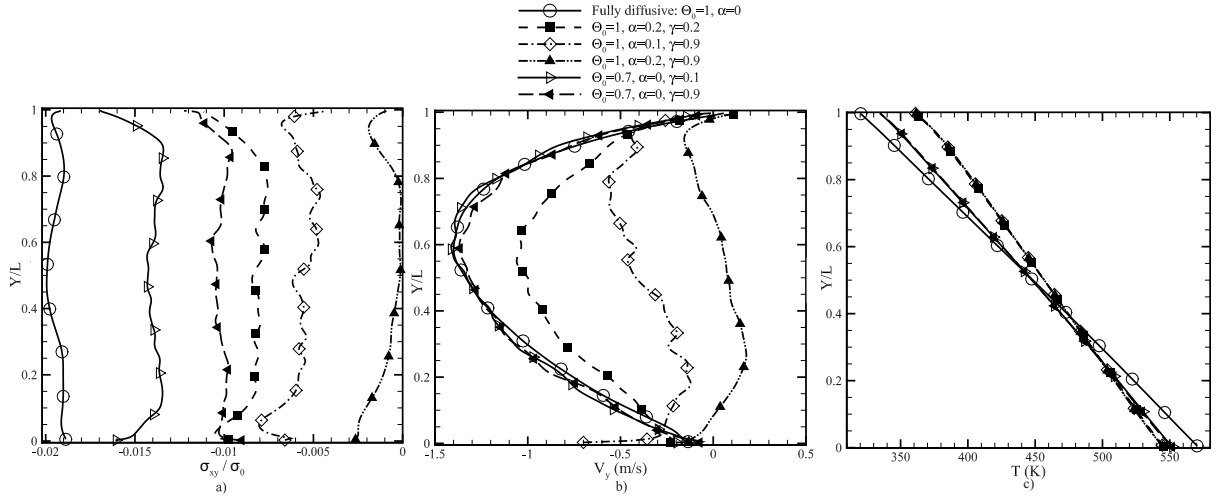 Fully diffusive: Θ₀=1, α=0
Θ₀=1, α=0.2, γ=0.2
Θ₀=1, α=0.1, γ=0.9
Θ₀=1, α=0.2, γ=0.9
Θ₀=0.7, α=0, γ=0.1
Θ₀=0.7, α=0, γ=0.9
1
0.8
0.6
0.4
0.2
0
Y/L
-0.02
-0.015
-0.01
-0.005
0
σxy / σ0
a)
1
0.8
0.6
0.4
0.2
0
Y/L
-1.5
-1
-0.5
0
0.5
Vy (m/s)
b)
1
0.8
0.6
0.4
0.2
0
Y/L
350
400
450
500
550
T (K)
c)